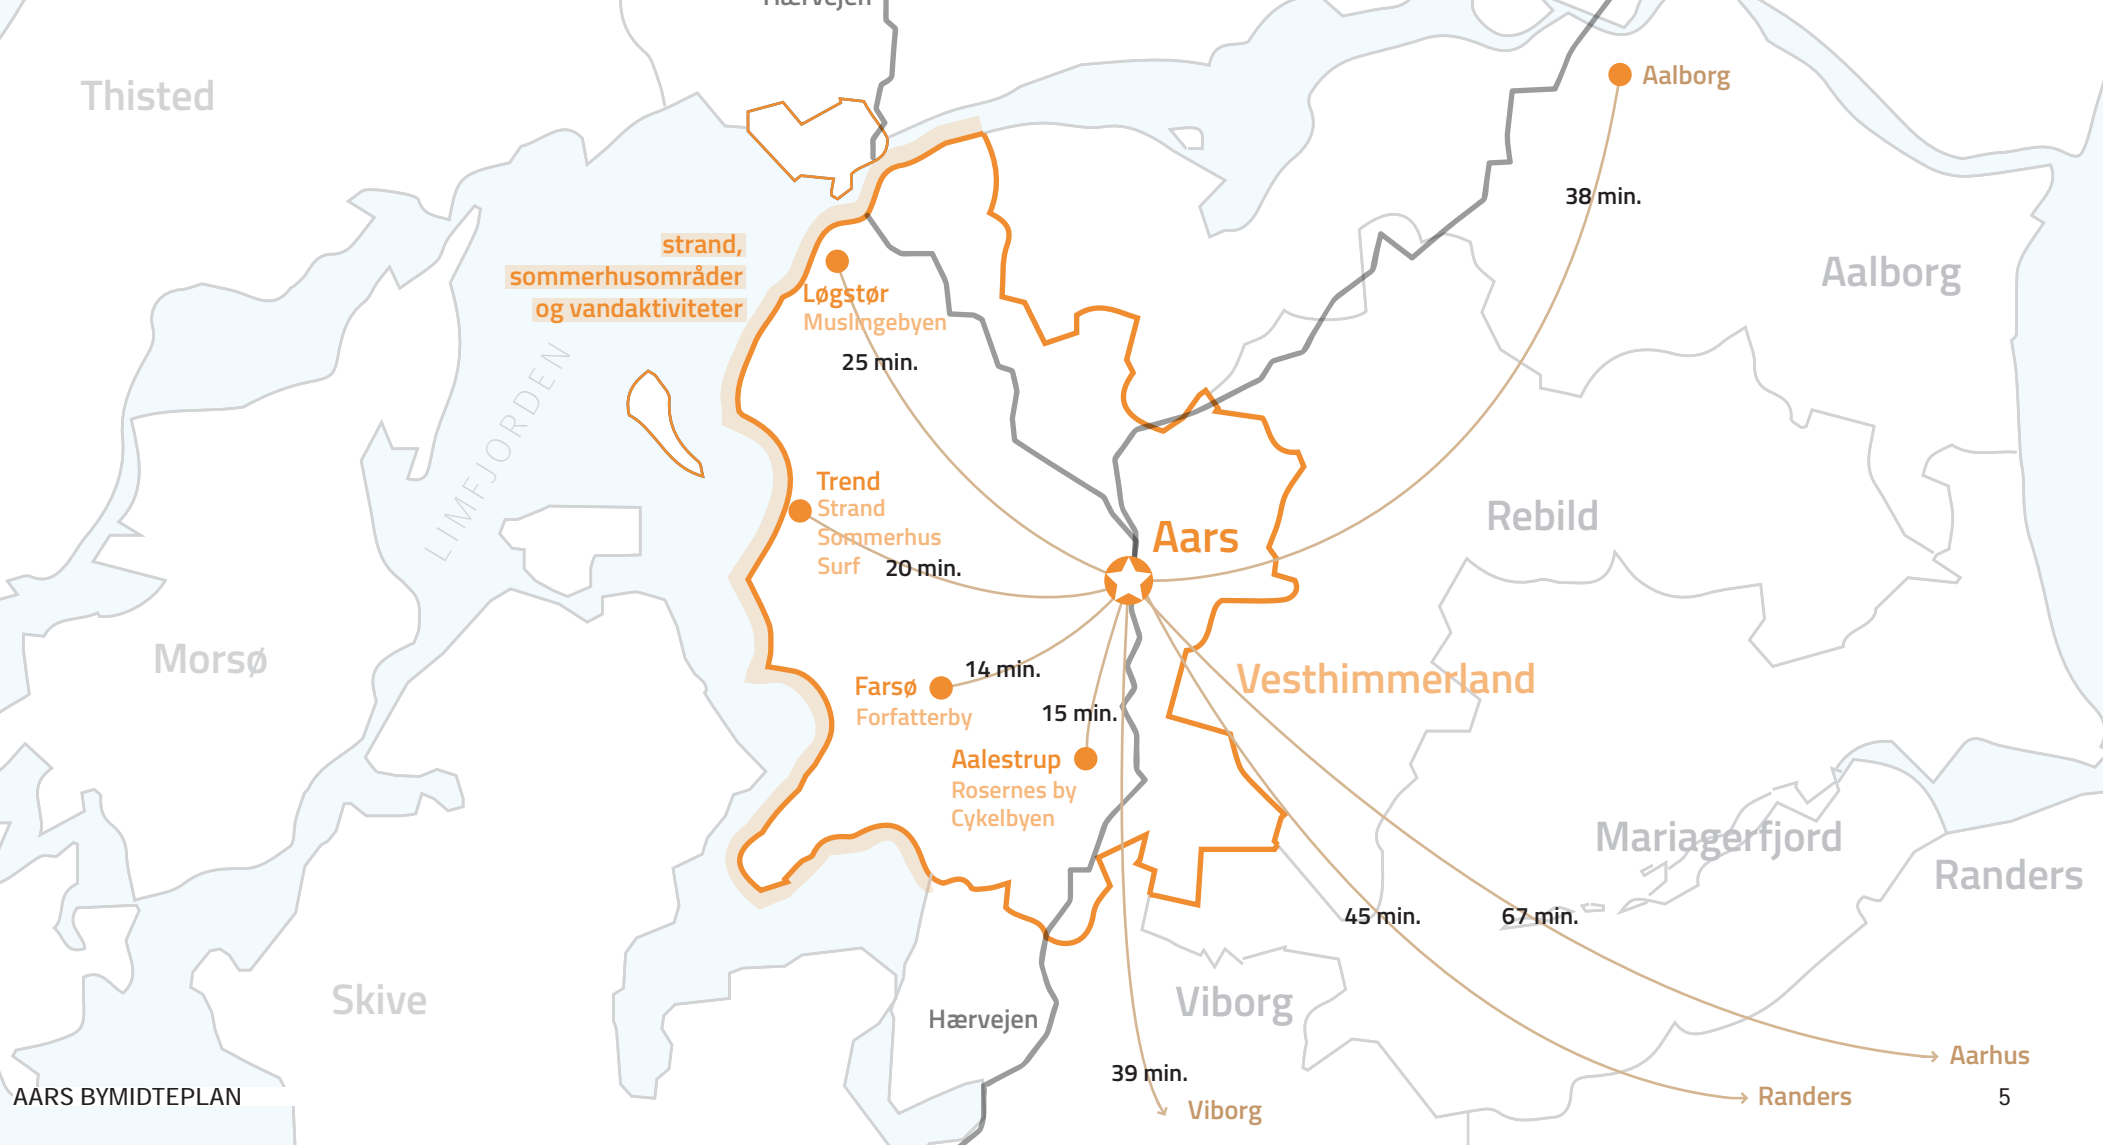 Hærvejen
Thisted
Aalborg
38 min.
strand,
sommerhusområder
og vandaktiviteter
Aalborg
Løgstør
Muslingebyen
25 min.
LIMFJORDEN
Trend
Strand
Sommerhus
Surf
20 min.
Aars
Rebild
Morsø
14 min.
Farsø
Forfatterby
Vesthimmerland
15 min.
Aalestrup
Rosernes by
Cykelbyen
Mariagerfjord
Randers
45 min.
67 min.
Skive
Viborg
Hærvejen
39 min.
Aarhus
Randers
Viborg
AARS BYMIDTEPLAN
5